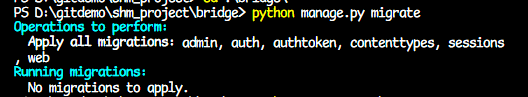 PS D:\gitdemo\shm_project\bridge> python manage.py migrate
Operations to perform:
  Apply all migrations: admin, auth, authtoken, contenttypes, sessions
, web
Running migrations:
  No migrations to apply.